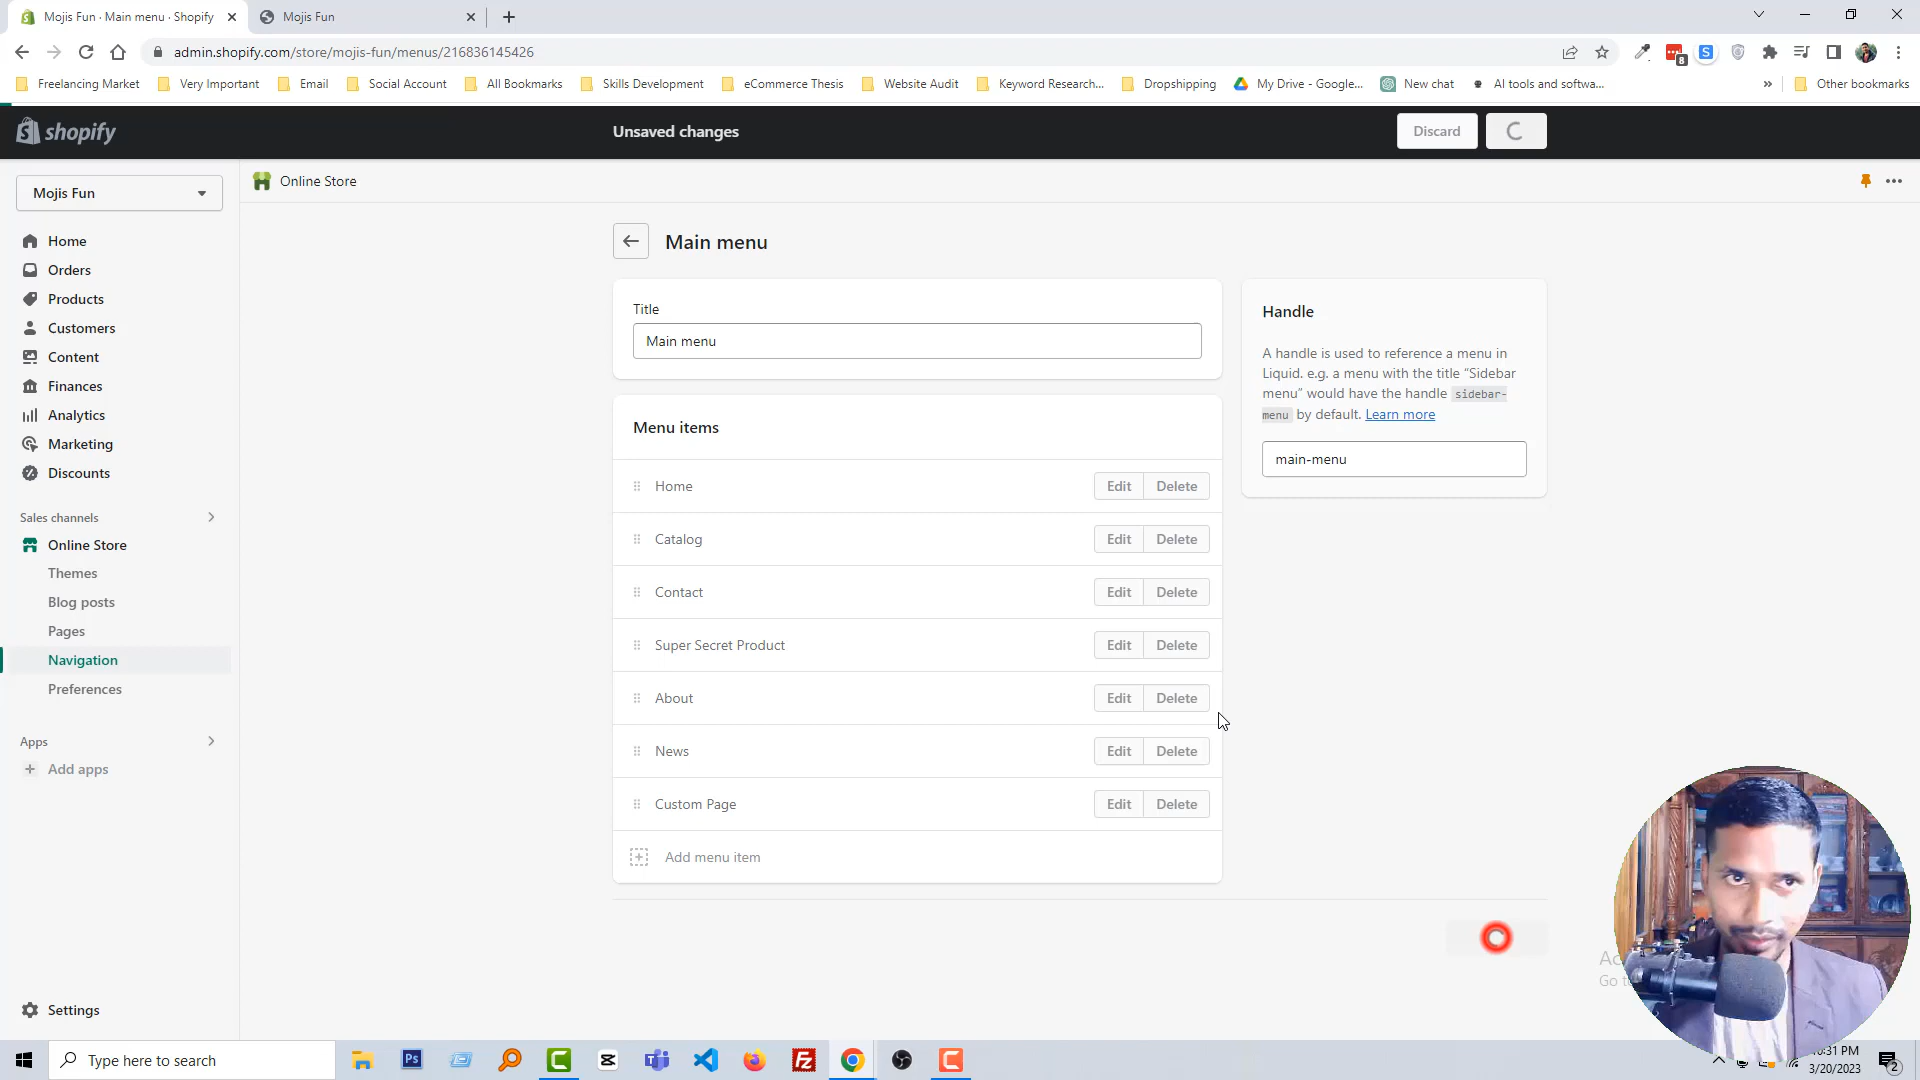 Mojis Fun · Main menu · Shopify
Mojis Fun
admin.shopify.com/store/mojis-fun/menus/216836145426
8
Freelancing Market
Very Important
Email
Social Account
All Bookmarks
Skills Development
eCommerce Thesis
Website Audit
Keyword Research...
Dropshipping
My Drive - Google...
New chat
AI tools and softwa...
Other bookmarks
shopify
Unsaved changes
Discard
Mojis Fun
Online Store
Home
Orders
Products
Customers
Content
Finances
Analytics
Marketing
Discounts
Sales channels
Online Store
Themes
Blog posts
Pages
Navigation
Preferences
Apps
Add apps
Settings
Main menu
Title
Main menu
Menu items
Home Edit Delete
Catalog Edit Delete
Contact Edit Delete
Super Secret Product Edit Delete
About Edit Delete
News Edit Delete
Custom Page Edit Delete
Add menu item
Handle
A handle is used to reference a menu in
Liquid. e.g. a menu with the title “Sidebar
menu” would have the handle sidebar-
menu by default. Learn more
main-menu
Type here to search
Ps
:31 PM
3/20/2023
2